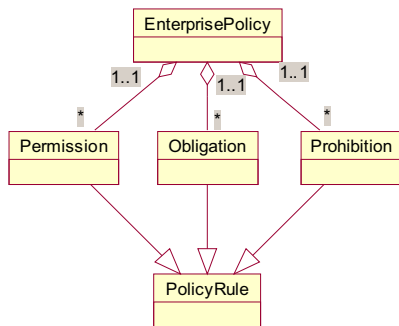 EnterprisePolicy
1..1
1..1
1..1
*
*
*
Permission
Obligation
Prohibition
PolicyRule